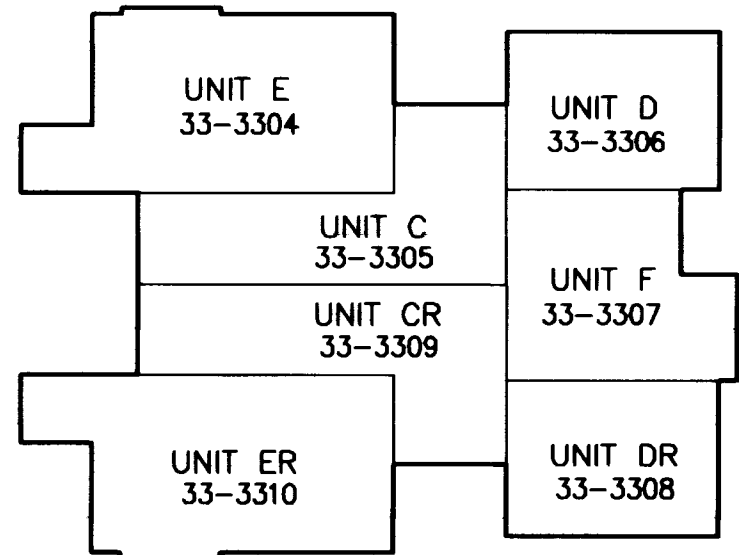 UNIT E
33-3304
UNIT D
33-3306
UNIT C
33-3305
UNIT F
33-3307
UNIT CR
33-3309
UNIT ER
33-3310
UNIT DR
33-3308